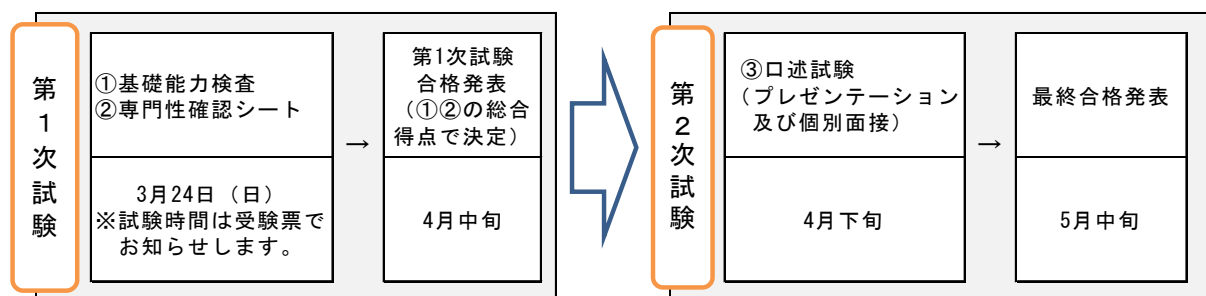 第1次試験
①基礎能力検査
②専門性確認シート
3月24日(日)
※試験時間は受験票で
お知らせします。
→
第1次試験
合格発表
(①②の総合
得点で決定)
4月中旬
第2次試験
③口述試験
(プレゼンテーション
及び個別面接)
4月下旬
→
最終合格発表
5月中旬